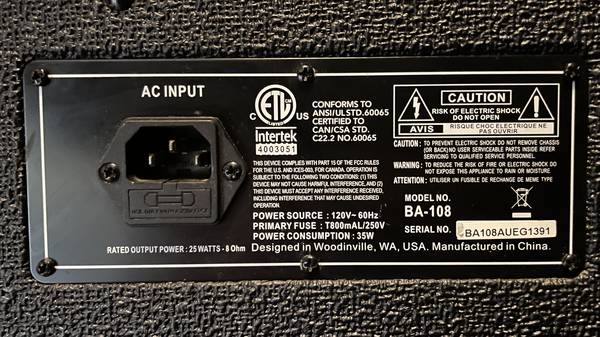 AC INPUT
RATED OUTPUT POWER : 25 WATTS - 8 Ohm
ETL
CM
LISTED
C US
Intertek
4003051
CONFORMS TO
ANSI/UL STD.60065
CERTIFIED TO
CAN/CSA STD.
C22.2 NO.60065
THIS DEVICE COMPLIES WITH PART 15 OF THE FCC RULES
FOR THE U.S. AND ICES-003, FOR CANADA. OPERATION IS
SUBJECT TO THE FOLLOWING TWO CONDITIONS: (1) THIS
DEVICE MAY NOT CAUSE HARMFUL INTERFERENCE, AND (2)
THIS DEVICE MUST ACCEPT ANY INTERFERENCE RECEIVED,
INCLUDING INTERFERENCE THAT MAY CAUSE
UNDESIRED OPERATION.
POWER SOURCE : 120V~ 60Hz
PRIMARY FUSE : T800mAL/250V
POWER CONSUMPTION : 35W
Designed in Woodinville, WA, USA. Manufactured in China.
CAUTION
RISK OF ELECTRIC SHOCK
DO NOT OPEN
AVIS
RISQUE CHOC ELECTRIQUE NE
PAS OUVRIR
CAUTION : TO PREVENT ELECTRIC SHOCK DO NOT REMOVE CHASSIS
(OR BACK) NO USER SERVICEABLE PARTS INSIDE REFER
SERVICING TO QUALIFIED SERVICE PERSONNEL.
WARNING : TO REDUCE THE RISK OF FIRE OR ELECTRIC SHOCK DO
NOT EXPOSE THIS APPLIANCE TO RAIN OR MOISTURE.
ATTENTION : UTILISER UN FUSIBLE DE RECHANGE DE MEME TYPE
MODEL NO.
BA-108
SERIAL NO.
BA108AUEG1391